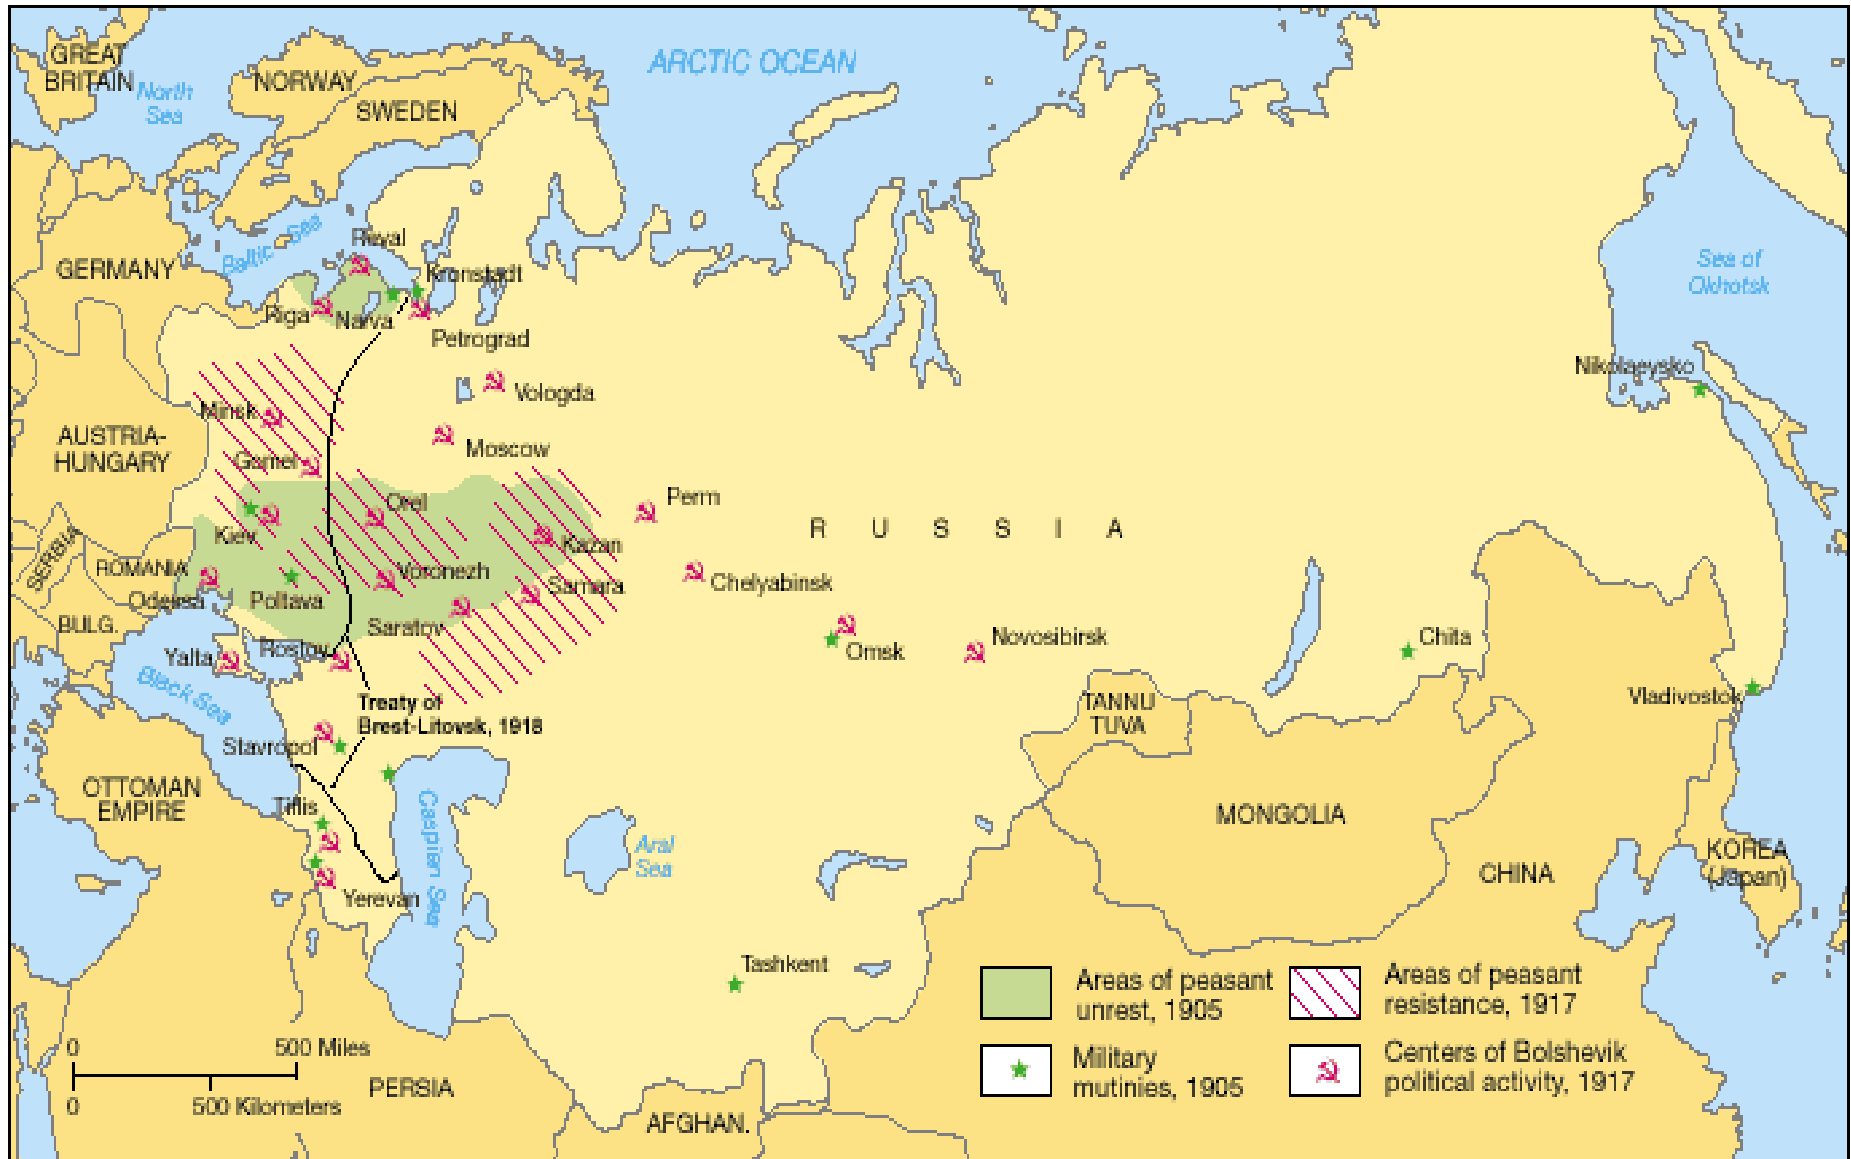 GREAT
BRITAIN
North
Sea
NORWAY
SWEDEN
ARCTIC OCEAN
Baltic Sea
Reval
Kronstadt
GERMANY
Riga
Narva
Petrograd
Sea of
Okhotsk
Nikolaevsko
Vologda
Minsk
Moscow
AUSTRIA-
HUNGARY
Gomel
Orel
Perm
RUSSIA
Kiev
Kazan
SERBIA
ROMANIA
Voronezh
Samara
Chelyabinsk
Odessa
Poltava
BULG.
Saratov
Yalta
Rostov
Omsk
Novosibirsk
Chita
Black Sea
Treaty of
Brest-Litovsk, 1918
TANNU
TUVA
Vladivostok
Stavropol
OTTOMAN
EMPIRE
Tiflis
Caspian Sea
Aral
Sea
MONGOLIA
KOREA
(Japan)
CHINA
Yerevan
Tashkent
Areas of peasant
unrest, 1905
Areas of peasant
resistance, 1917
Military
mutinies, 1905
Centers of Bolshevik
political activity, 1917
0
500 Miles
0
500 Kilometers
PERSIA
AFGHAN.